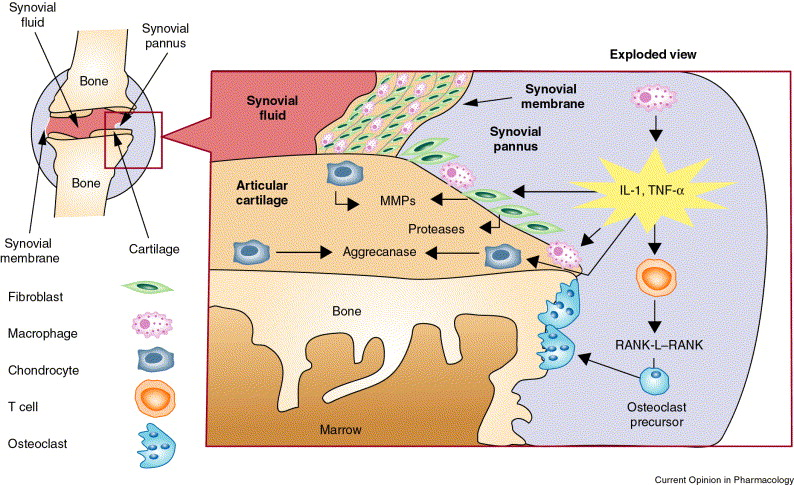 Synovial
fluid
Synovial
pannus
Bone
Bone
Synovial
membrane
Cartilage
Fibroblast
Macrophage
Chondrocyte
T cell
Osteoclast
Exploded view
Synovial
fluid
Synovial
membrane
Synovial
pannus
Articular
cartilage
MMPs
Proteases
Aggrecanase
IL-1, TNF-α
Bone
RANK-L–RANK
Osteoclast
precursor
Marrow
Current Opinion in Pharmacology